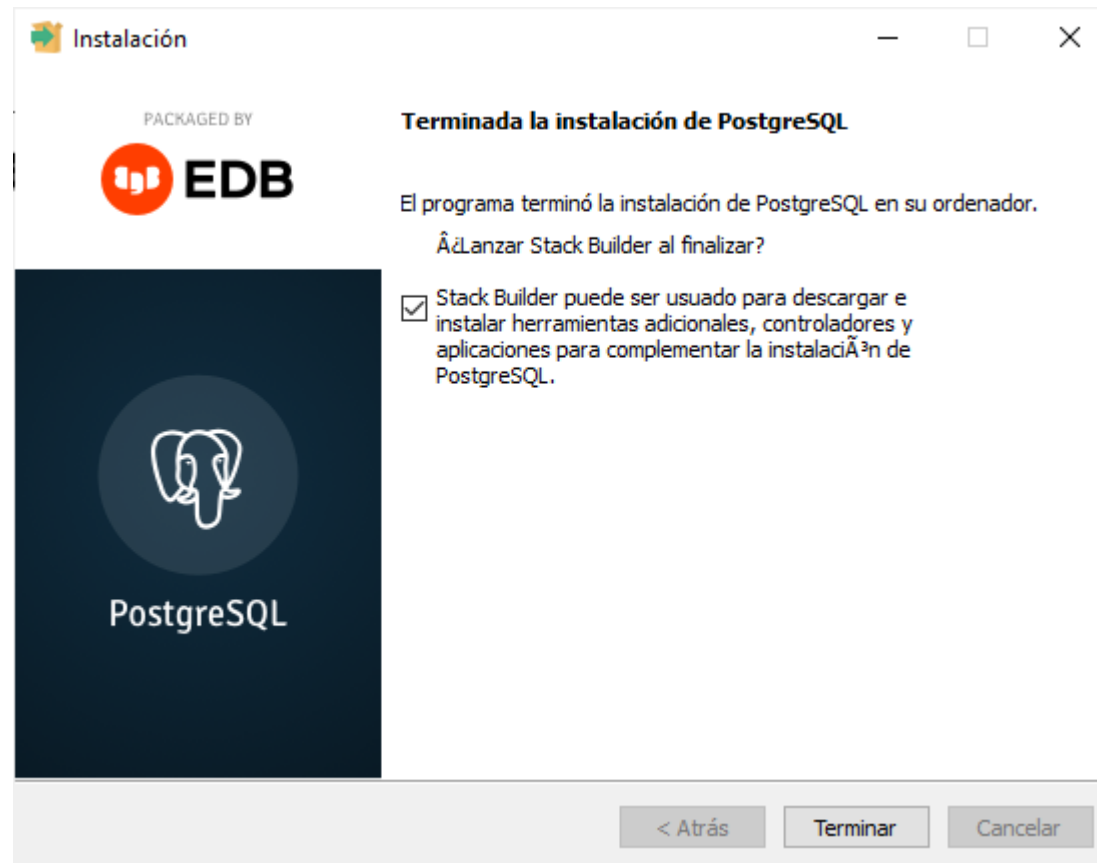 Instalación
PACKAGED BY
EDB
Terminada la instalación de PostgreSQL
El programa terminó la instalación de PostgreSQL en su ordenador.
Â¿Lanzar Stack Builder al finalizar?
Stack Builder puede ser usado para descargar e
instalar herramientas adicionales, controladores y
aplicaciones para complementar la instalaciÃ³n de
PostgreSQL.
PostgreSQL
< Atrás
Terminar
Cancelar